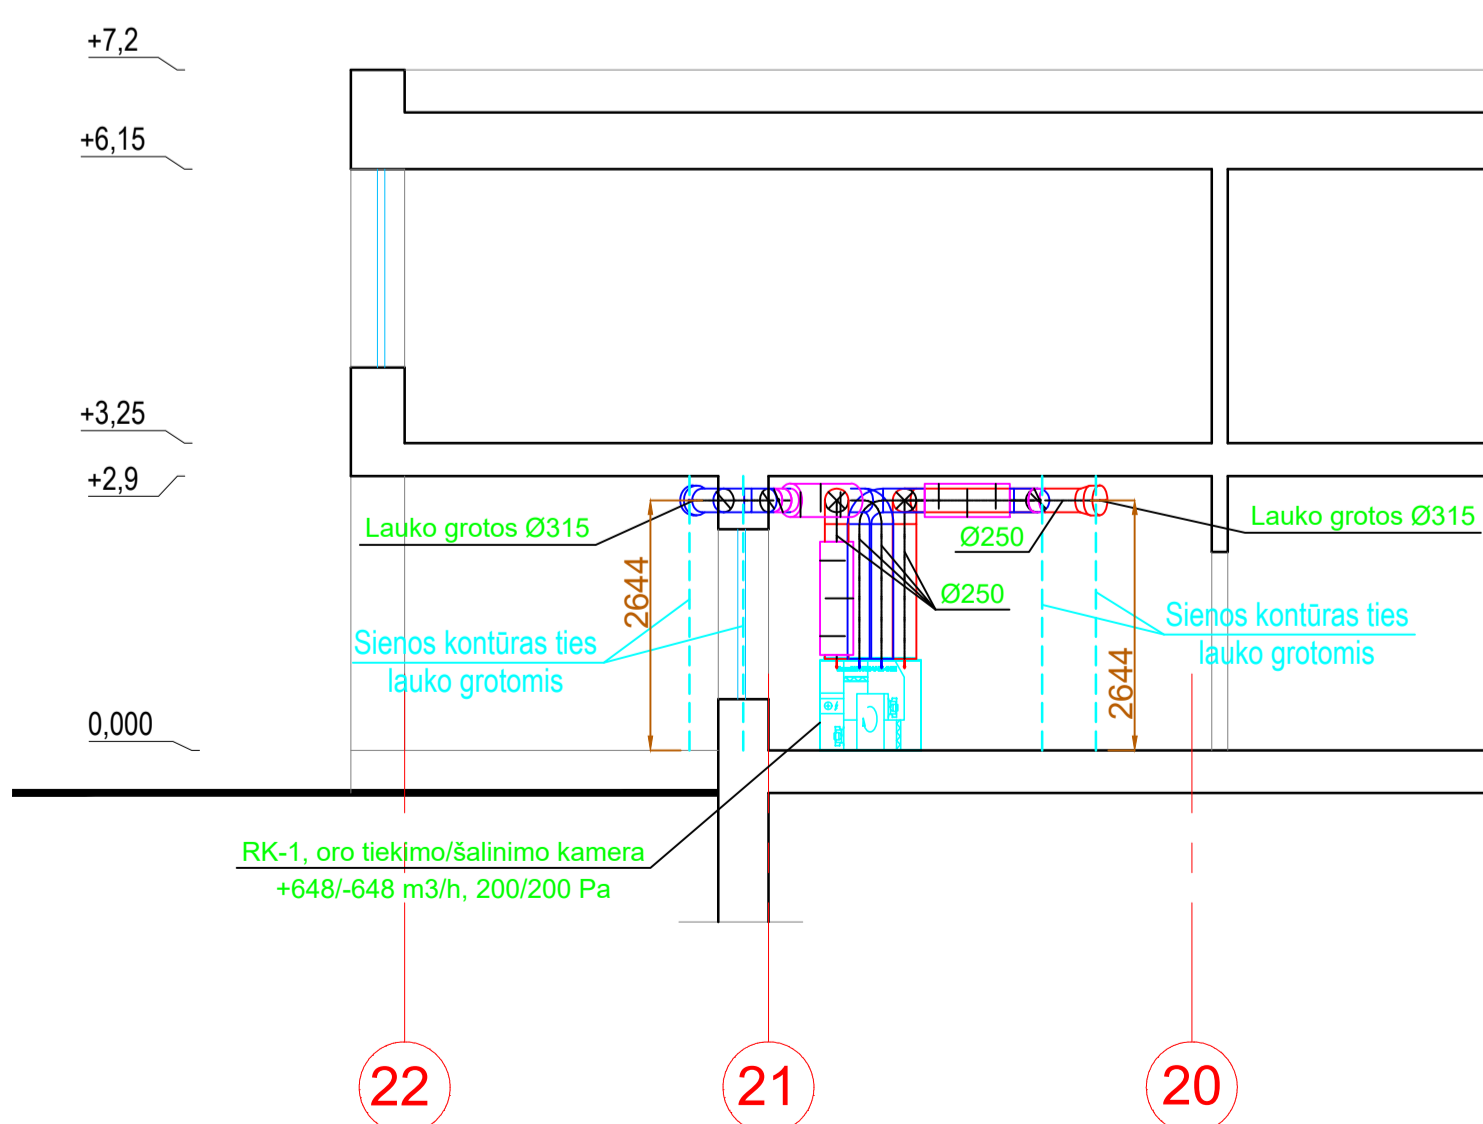 +7,2
+6,15
+3,25
+2,9
Lauko grotos Ø315
Lauko grotos Ø315
Ø250
Ø250
2644
Sienos kontūras ties
lauko grotomis
Sienos kontūras ties
lauko grotomis
2644
0,000
RK-1, oro tiekimo/šalinimo kamera
+648/-648 m3/h, 200/200 Pa
22
21
20